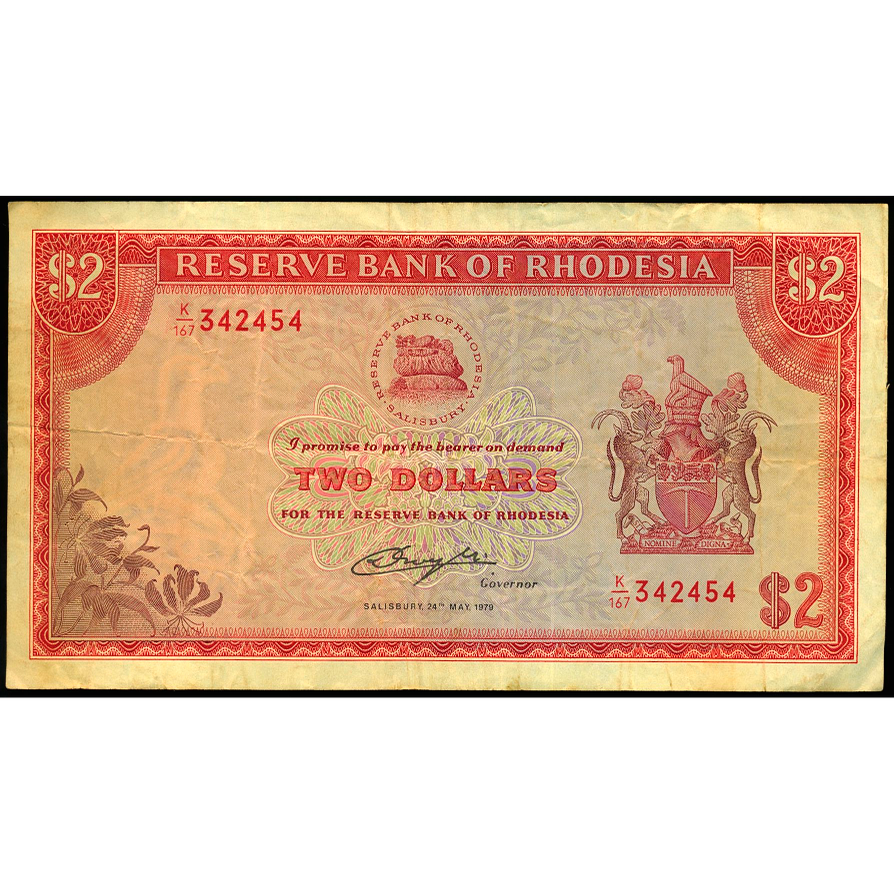 $2 RESERVE BANK OF RHODESIA $2
K/167 342454
RESERVE BANK OF RHODESIA · SALISBURY ·
I promise to pay the bearer on demand
TWO DOLLARS
FOR THE RESERVE BANK OF RHODESIA
Governor
SALISBURY, 24TH MAY, 1979
SIT NOMINE DIGNA
K/167 342454
$2